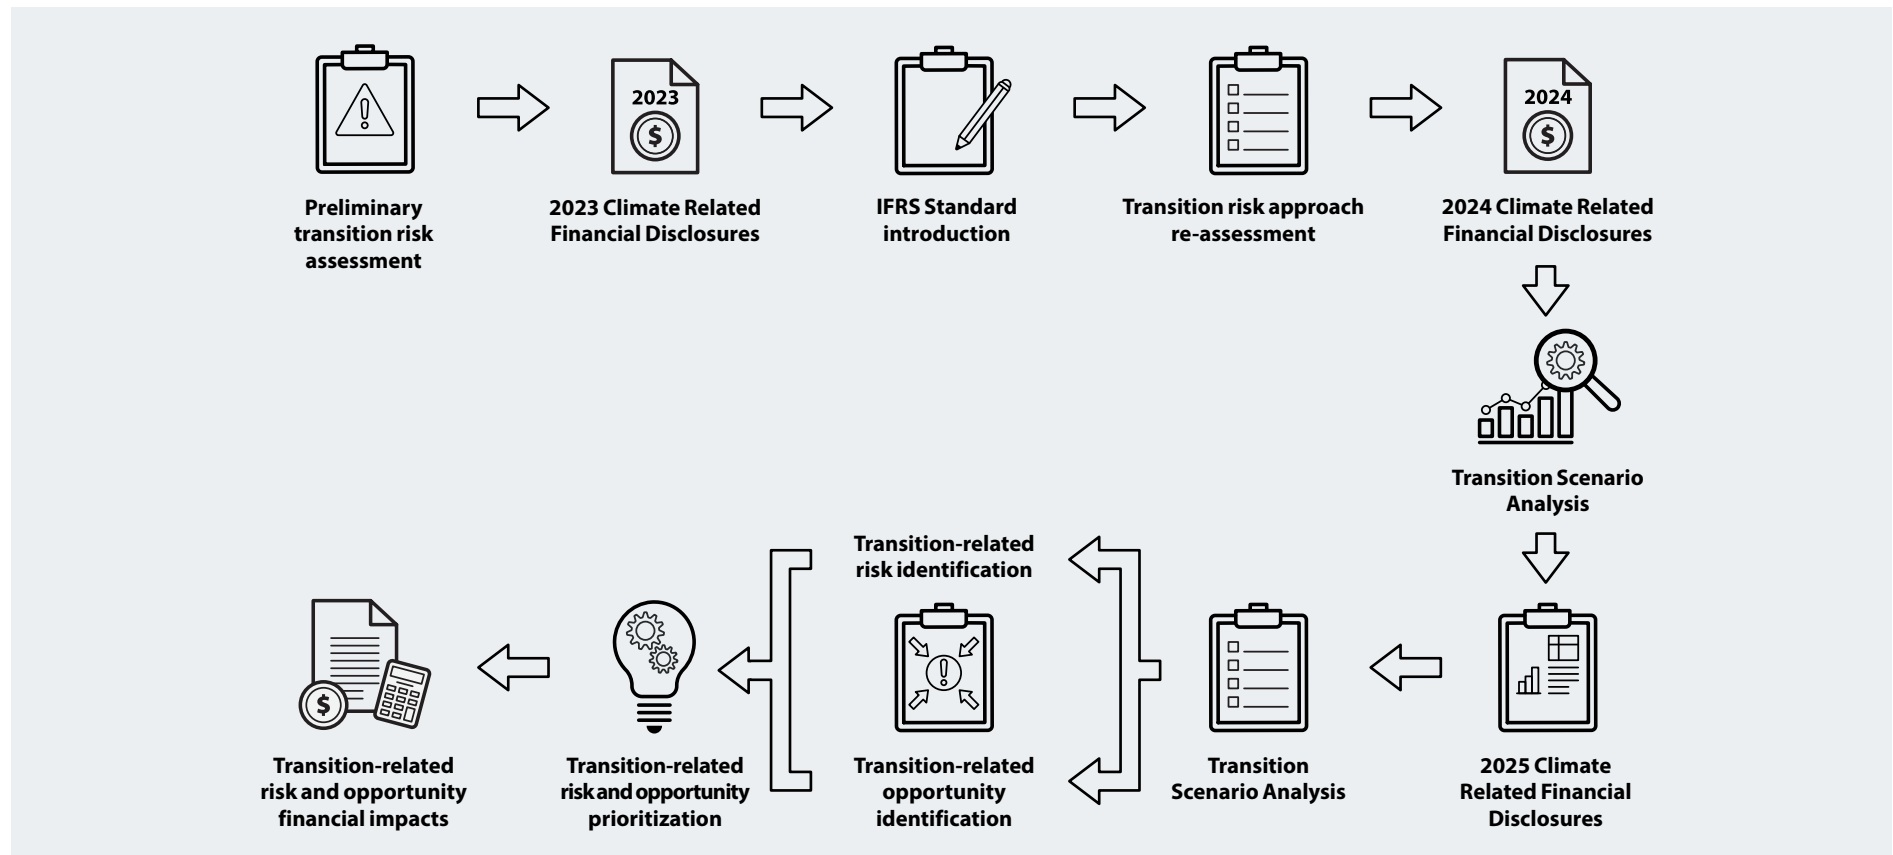 Preliminary
transition risk
assessment
2023
$
2023 Climate Related
Financial Disclosures
IFRS Standard
introduction
Transition risk approach
re-assessment
2024
$
2024 Climate Related
Financial Disclosures
Transition Scenario
Analysis
2025 Climate
Related Financial
Disclosures
Transition
Scenario Analysis
Transition-related
risk identification
!
Transition-related
opportunity
identification
Transition-related
risk and opportunity
prioritization
$
Transition-related
risk and opportunity
financial impacts